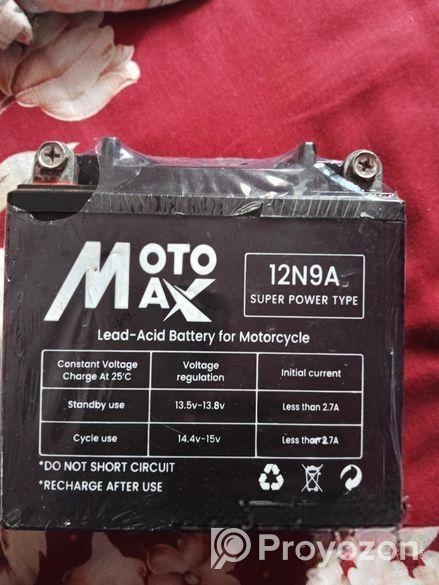 MOTO
MAX
12N9A
SUPER POWER TYPE
Lead-Acid Battery for Motorcycle
Constant Voltage Charge At 25°C
Voltage regulation
Initial current
Standby use
13.5v-13.8v
Less than 2.7A
Cycle use
14.4v-15v
Less than 2.7A
*DO NOT SHORT CIRCUIT
*RECHARGE AFTER USE
Proyozon